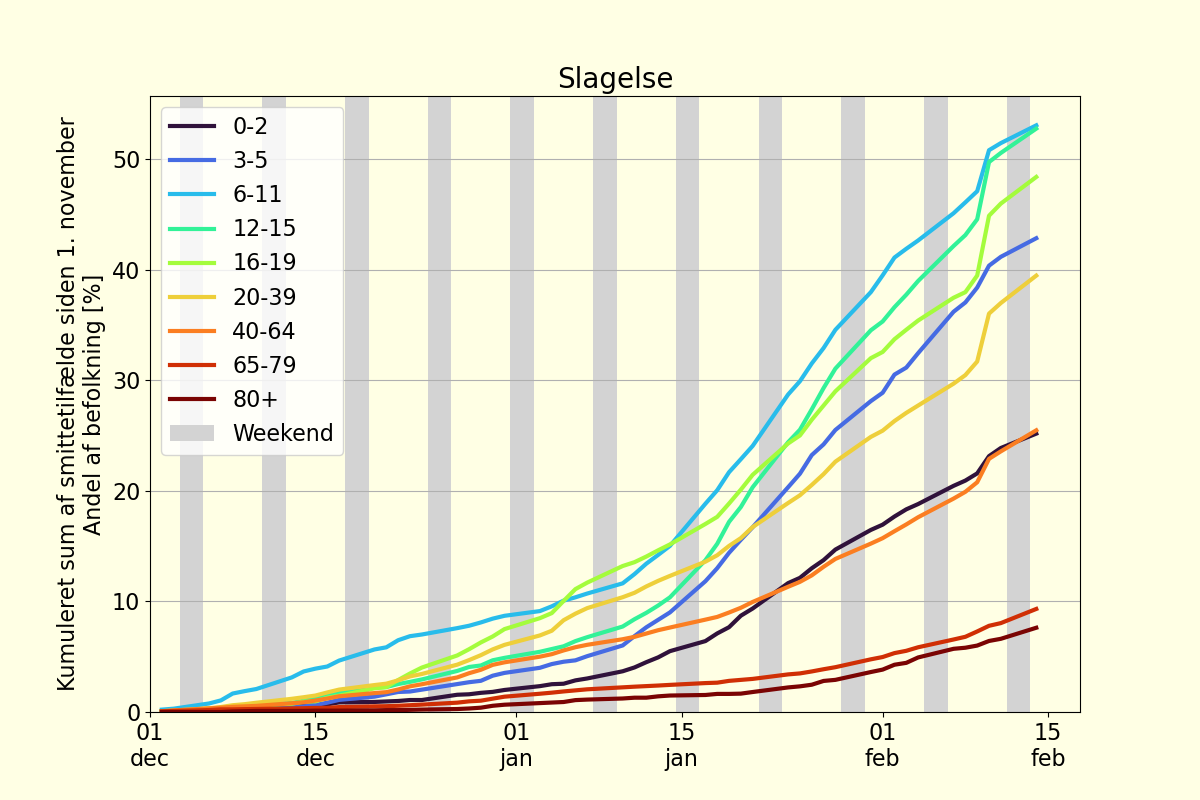 Slagelse
Kumuleret sum af smittetilfælde siden 1. november
Andel af befolkning [%]
50
40
30
20
10
0
0-2
3-5
6-11
12-15
16-19
20-39
40-64
65-79
80+
Weekend
01 15 01 15 01 15
dec dec jan jan feb feb